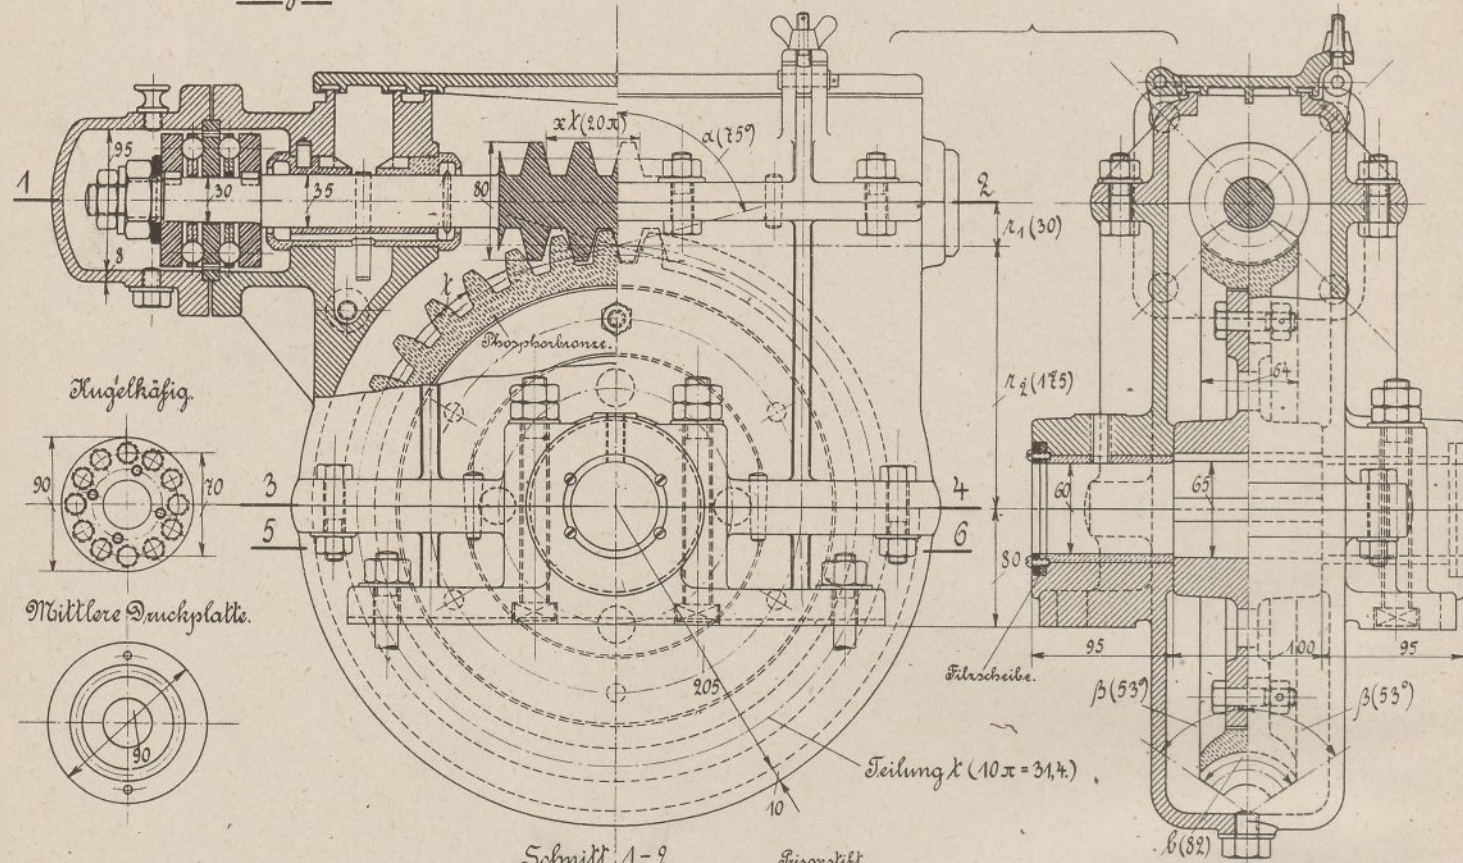 95
30
8
35
80
x t (20π)
α (75°)
1
2
r₁ (30)
t
Phosphorbronze.
r₂ (175)
64
Kugelkäfig.
90
70
3
4
5
6
60
65
80
Mittlere Druckplatte.
90
205
Filzscheibe.
95
100
95
β (53°)
β (53°)
Teilung t (10π = 31,4.)
10
b (82)
Schnitt 1-2